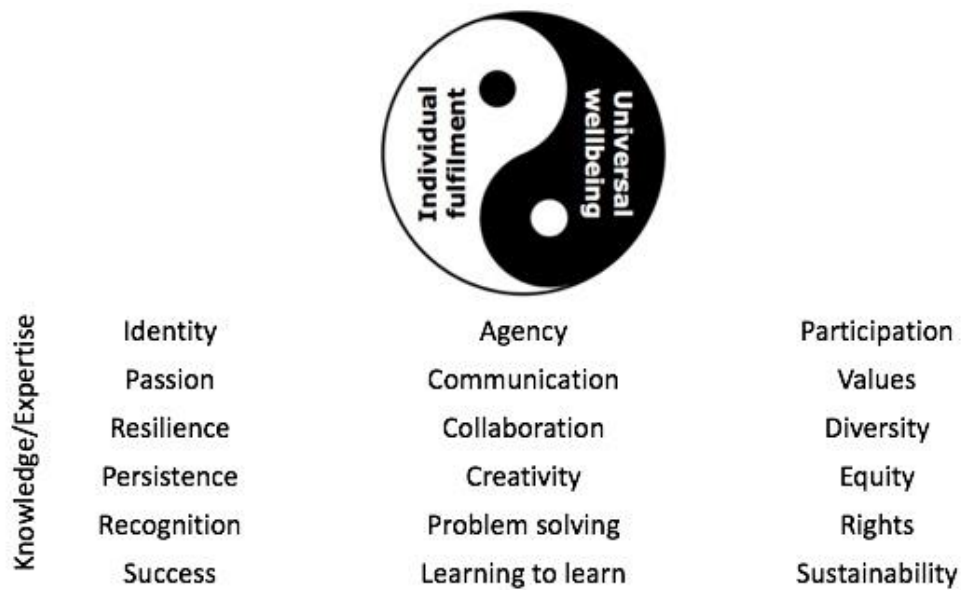 Individual
fulfilment
Universal
wellbeing
Knowledge/Expertise
Identity Agency Participation
Passion Communication Values
Resilience Collaboration Diversity
Persistence Creativity Equity
Recognition Problem solving Rights
Success Learning to learn Sustainability